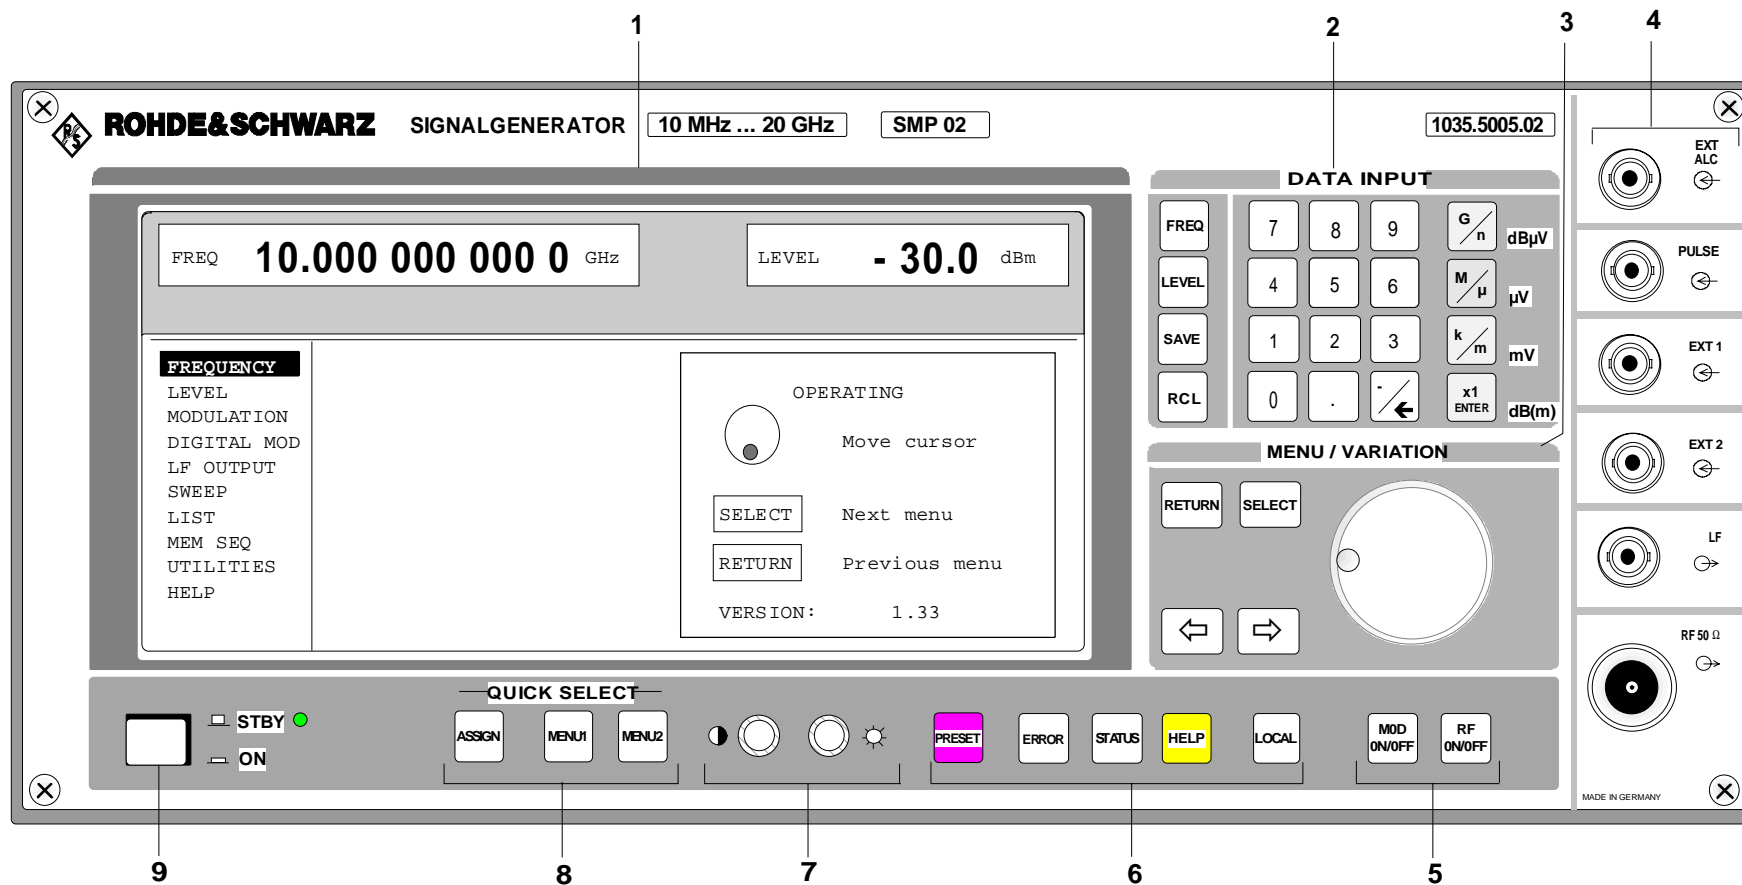 1
2
3
4
R/S ROHDE&SCHWARZ SIGNALGENERATOR 10 MHz ... 20 GHz SMP 02 1035.5005.02
FREQ 10.000 000 000 0 GHz
LEVEL - 30.0 dBm
FREQUENCY
LEVEL
MODULATION
DIGITAL MOD
LF OUTPUT
SWEEP
LIST
MEM SEQ
UTILITIES
HELP
OPERATING
Move cursor
SELECT Next menu
RETURN Previous menu
VERSION: 1.33
DATA INPUT
FREQ 7 8 9 G/n dBµV
LEVEL 4 5 6 M/µ µV
SAVE 1 2 3 k/m mV
RCL 0 . -/← x1 ENTER dB(m)
MENU / VARIATION
RETURN SELECT
EXT
ALC
PULSE
EXT 1
EXT 2
LF
RF 50 Ω
MADE IN GERMANY
STBY
ON
QUICK SELECT
ASSIGN MENU1 MENU2
PRESET ERROR STATUS HELP LOCAL
MOD
ON/OFF
RF
ON/OFF
9
8
7
6
5